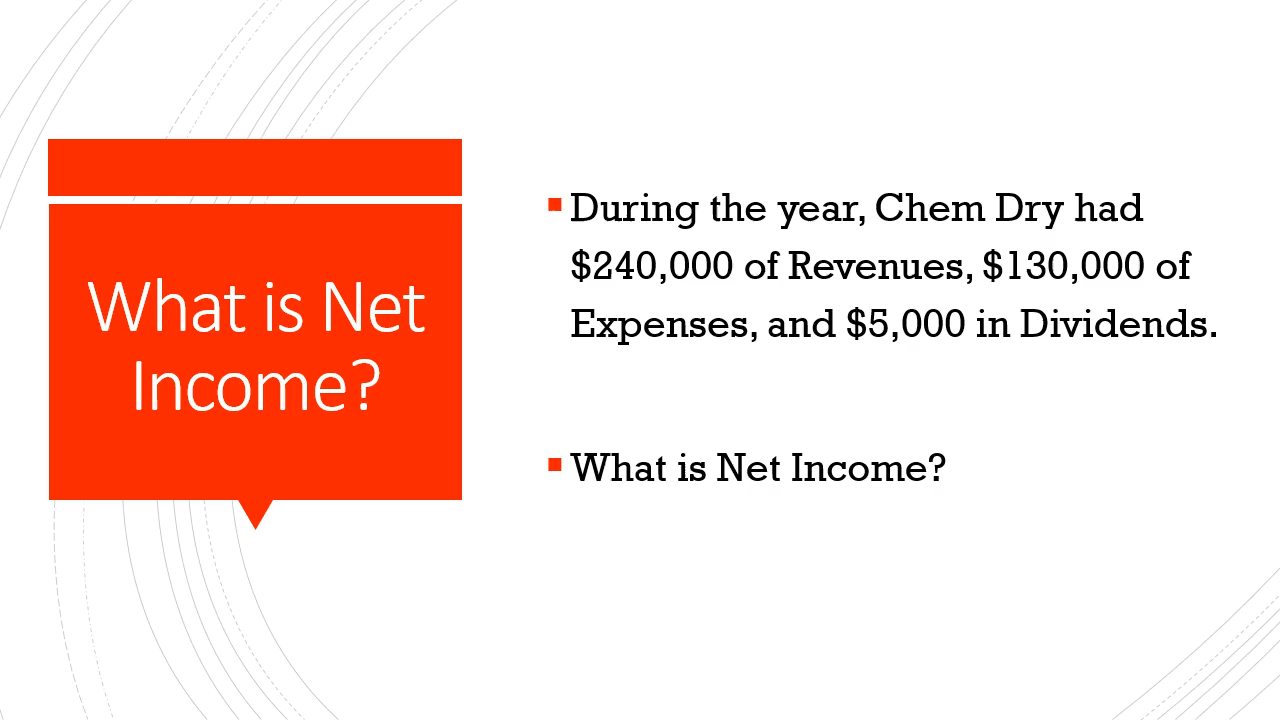 What is Net
Income?
▪ During the year, Chem Dry had
$240,000 of Revenues, $130,000 of
Expenses, and $5,000 in Dividends.
▪ What is Net Income?